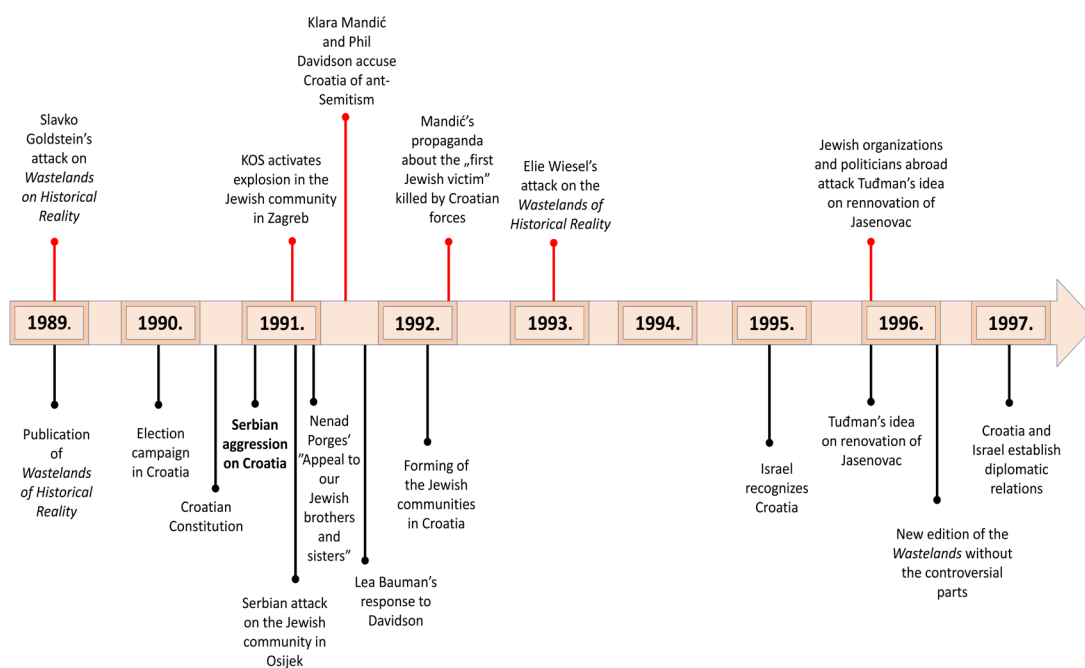 Klara Mandić
and Phil
Davidson accuse
Croatia of ant-
Semitism
Slavko
Goldstein's
attack on
Wastelands
on Historical
Reality
KOS activates
explosion in the
Jewish community
in Zagreb
Mandić's
propaganda
about the „first
Jewish victim"
killed by Croatian
forces
Elie Wiesel's
attack on the
Wastelands of
Historical Reality
Jewish organizations
and politicians abroad
attack Tuđman's idea
on rennovation of
Jasenovac
1989.
1990.
1991.
1992.
1993.
1994.
1995.
1996.
1997.
Publication
of
Wastelands
of Historical
Reality
Election
campaign
in Croatia
Croatian
Constitution
Serbian
aggression
on Croatia
Serbian attack
on the Jewish
community in
Osijek
Nenad
Porges'
"Appeal to
our
Jewish
brothers
and
sisters"
Lea Bauman's
response to
Davidson
Forming of
the Jewish
communities
in Croatia
Israel
recognizes
Croatia
Tuđman's idea
on renovation of
Jasenovac
New edition of the
Wastelands without
the controversial
parts
Croatia and
Israel establish
diplomatic
relations